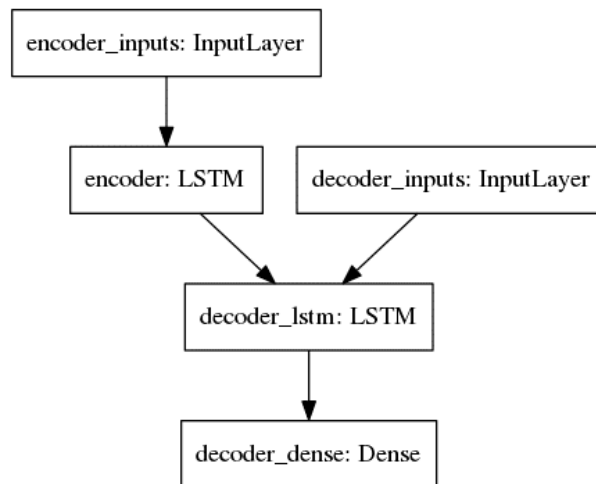 encoder_inputs: InputLayer
encoder: LSTM
decoder_inputs: InputLayer
decoder_lstm: LSTM
decoder_dense: Dense